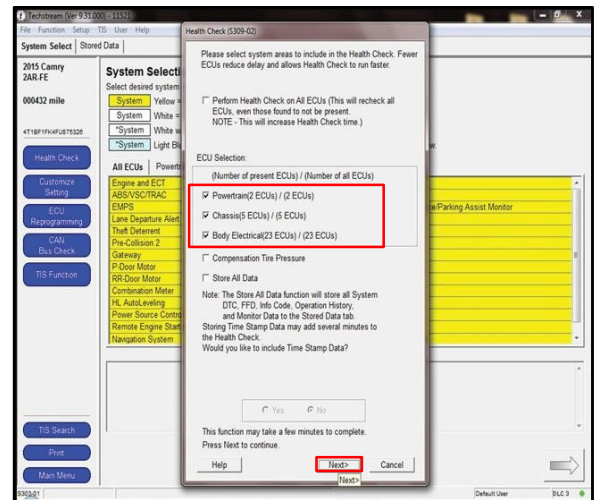 Techstream (Ver 9.31.000) - 1152
File Function Setup TIS User Help
System Select Stored Data
2015 Camry
2AR-FE
000432 mile
4T1BF1FK4FU875328
Health Check
Customize
Setting
ECU
Reprogramming
CAN
Bus Check
TIS Function
TIS Search
Print
Main Menu
System Selecti
Select desired system
System Yellow =
System White =
*System White w
*System Light Bl
All ECUs Powertr
Engine and ECT
ABS/VSC/TRAC
EMPS
Lane Departure Alert
Theft Deterrent
Pre-Collision 2
Gateway
P-Door Motor
RR-Door Motor
Combination Meter
HL AutoLeveling
Power Source Contro
Remote Engine Start
Navigation System
ce/Parking Assist Monitor
Health Check (S309-02)
Please select system areas to include in the Health Check. Fewer
ECUs reduce delay and allows Health Check to run faster.
Perform Health Check on All ECUs (This will recheck all
ECUs, even those found to not be present.
NOTE - This will increase Health Check time.)
ECU Selection:
(Number of present ECUs) / (Number of all ECUs)
Powertrain(2 ECUs) / (2 ECUs)
Chassis(5 ECUs) / (5 ECUs)
Body Electrical(23 ECUs) / (23 ECUs)
Compensation Tire Pressure
Store All Data
Note: The Store All Data function will store all System
DTC, FFD, Info Code, Operation History,
and Monitor Data to the Stored Data tab.
Storing Time Stamp Data may add several minutes to
the Health Check.
Would you like to include Time Stamp Data?
Yes No
This function may take a few minutes to complete.
Press Next to continue.
Help Next> Cancel
Next>
S303-01
Default User
DLC 3